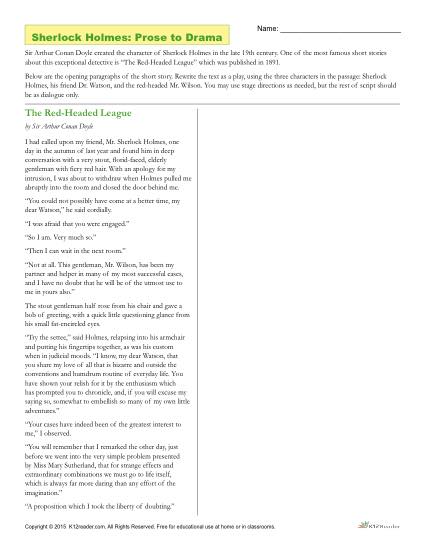 Sherlock Holmes: Prose to Drama
Name: ______________________________
Sir Arthur Conan Doyle created the character of Sherlock Holmes in the late 19th century. One of the most famous short stories
about this exceptional detective is “The Red-Headed League” which was published in 1891.
Below are the opening paragraphs of the short story. Rewrite the text as a play, using the three characters in the passage: Sherlock
Holmes, his friend Dr. Watson, and the red-headed Mr. Wilson. You may use stage directions as needed, but the rest of script should
be as dialogue only.
The Red-Headed League
by Sir Arthur Conan Doyle
I had called upon my friend, Mr. Sherlock Holmes, one
day in the autumn of last year and found him in deep
conversation with a very stout, florid-faced, elderly
gentleman with fiery red hair. With an apology for my
intrusion, I was about to withdraw when Holmes pulled me
abruptly into the room and closed the door behind me.
“You could not possibly have come at a better time, my
dear Watson,” he said cordially.
“I was afraid that you were engaged.”
“So I am. Very much so.”
“Then I can wait in the next room.”
“Not at all. This gentleman, Mr. Wilson, has been my
partner and helper in many of my most successful cases,
and I have no doubt that he will be of the utmost use to
me in yours also.”
The stout gentleman half rose from his chair and gave a
bob of greeting, with a quick little questioning glance from
his small fat-encircled eyes.
“Try the settee,” said Holmes, relapsing into his armchair
and putting his fingertips together, as was his custom
when in judicial moods. “I know, my dear Watson, that
you share my love of all that is bizarre and outside the
conventions and humdrum routine of everyday life. You
have shown your relish for it by the enthusiasm which
has prompted you to chronicle, and, if you will excuse my
saying so, somewhat to embellish so many of my own little
adventures.”
“Your cases have indeed been of the greatest interest to
me,” I observed.
“You will remember that I remarked the other day, just
before we went into the very simple problem presented
by Miss Mary Sutherland, that for strange effects and
extraordinary combinations we must go to life itself,
which is always far more daring than any effort of the
imagination.”
“A proposition which I took the liberty of doubting.”
Copyright © 2015 K12reader.com. All Rights Reserved. Free for educational use at home or in classrooms.
K12Reader